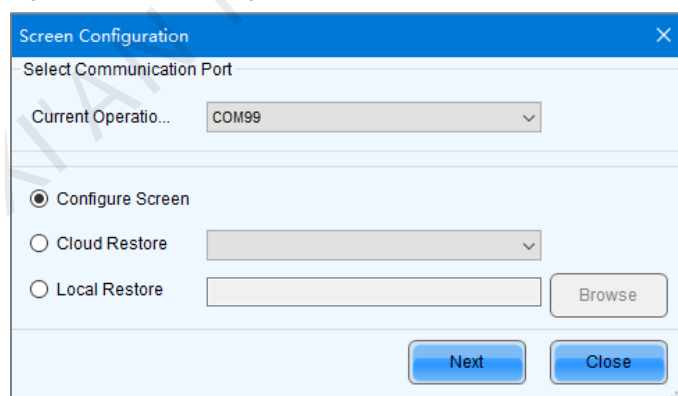 Screen Configuration
Select Communication Port
Current Operatio... COM99
Configure Screen
Cloud Restore
Local Restore Browse
Next Close